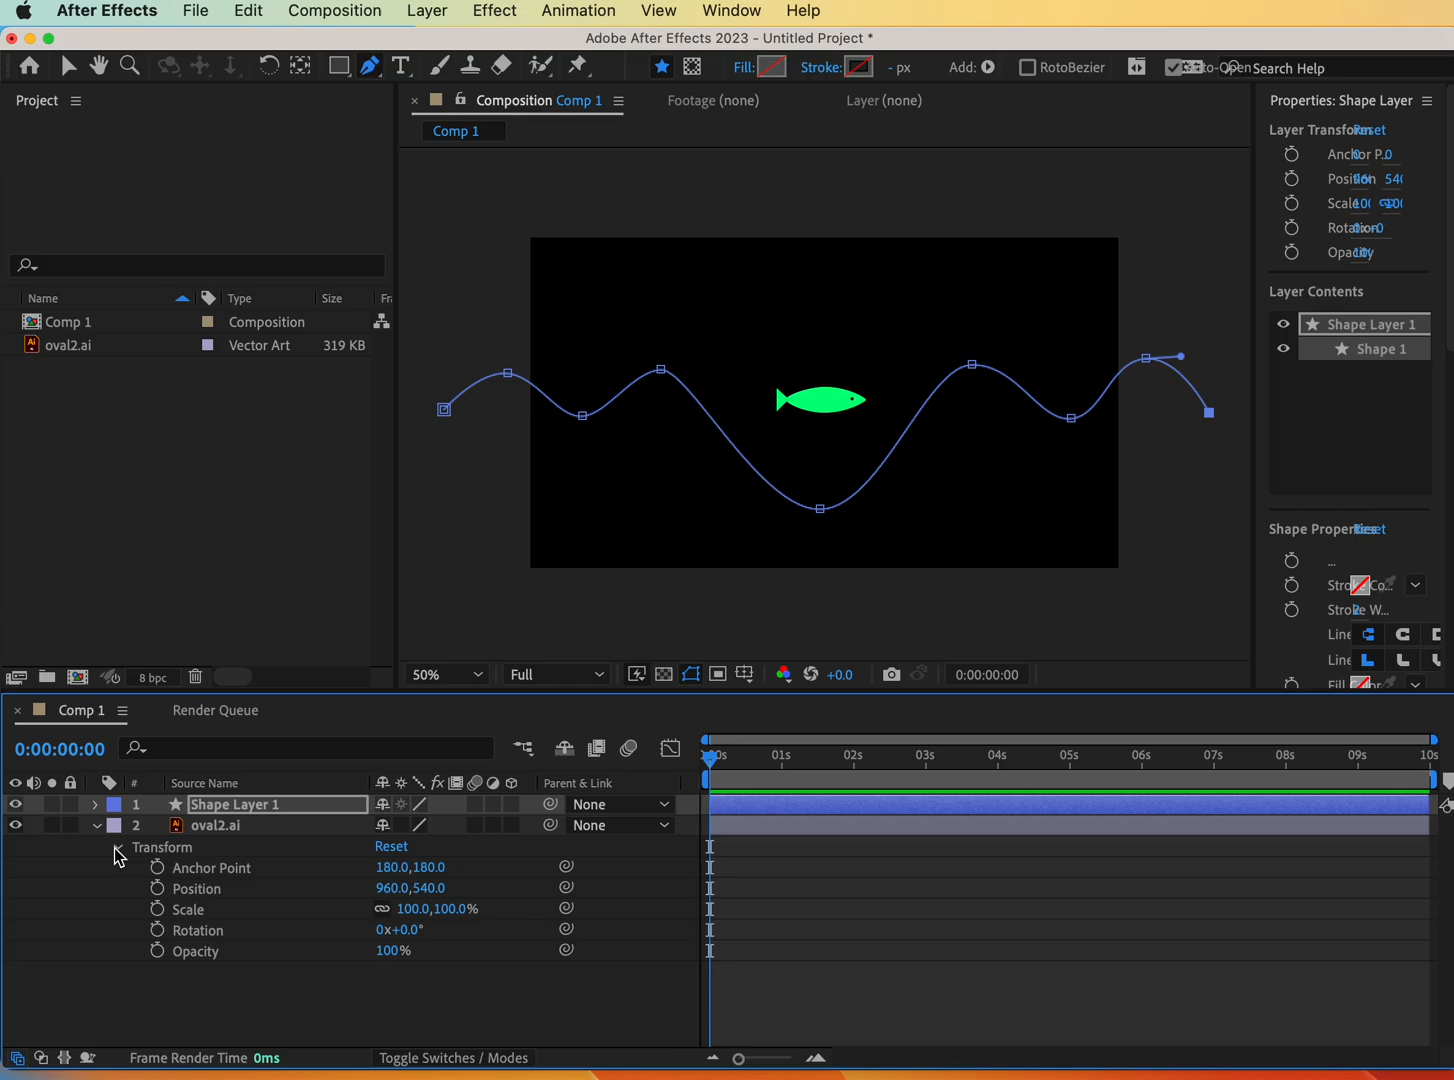 After Effects File Edit Composition Layer Effect Animation View Window Help
Adobe After Effects 2023 - Untitled Project *
Fill: Stroke: - px Add: RotoBezier Search Help
Project
Composition Comp 1 Footage (none) Layer (none)
Comp 1
Name Type Size
Comp 1 Composition
oval2.ai Vector Art 319 KB
Properties: Shape Layer
Layer Transform Reset
Anchor P...
Position
Scale
Rotation
Opacity
Layer Contents
Shape Layer 1
Shape 1
Shape Properties Reset
...
Stroke Co...
Stroke W...
Line
Line
8 bpc
50% Full +0.0 0:00:00:00
Comp 1 Render Queue
0:00:00:00
01s 02s 03s 04s 05s 06s 07s 08s 09s 10s
# Source Name fx Parent & Link
1 Shape Layer 1 None
2 oval2.ai None
Transform Reset
Anchor Point 180.0,180.0
Position 960.0,540.0
Scale 100.0,100.0%
Rotation 0x+0.0°
Opacity 100%
Frame Render Time 0ms Toggle Switches / Modes